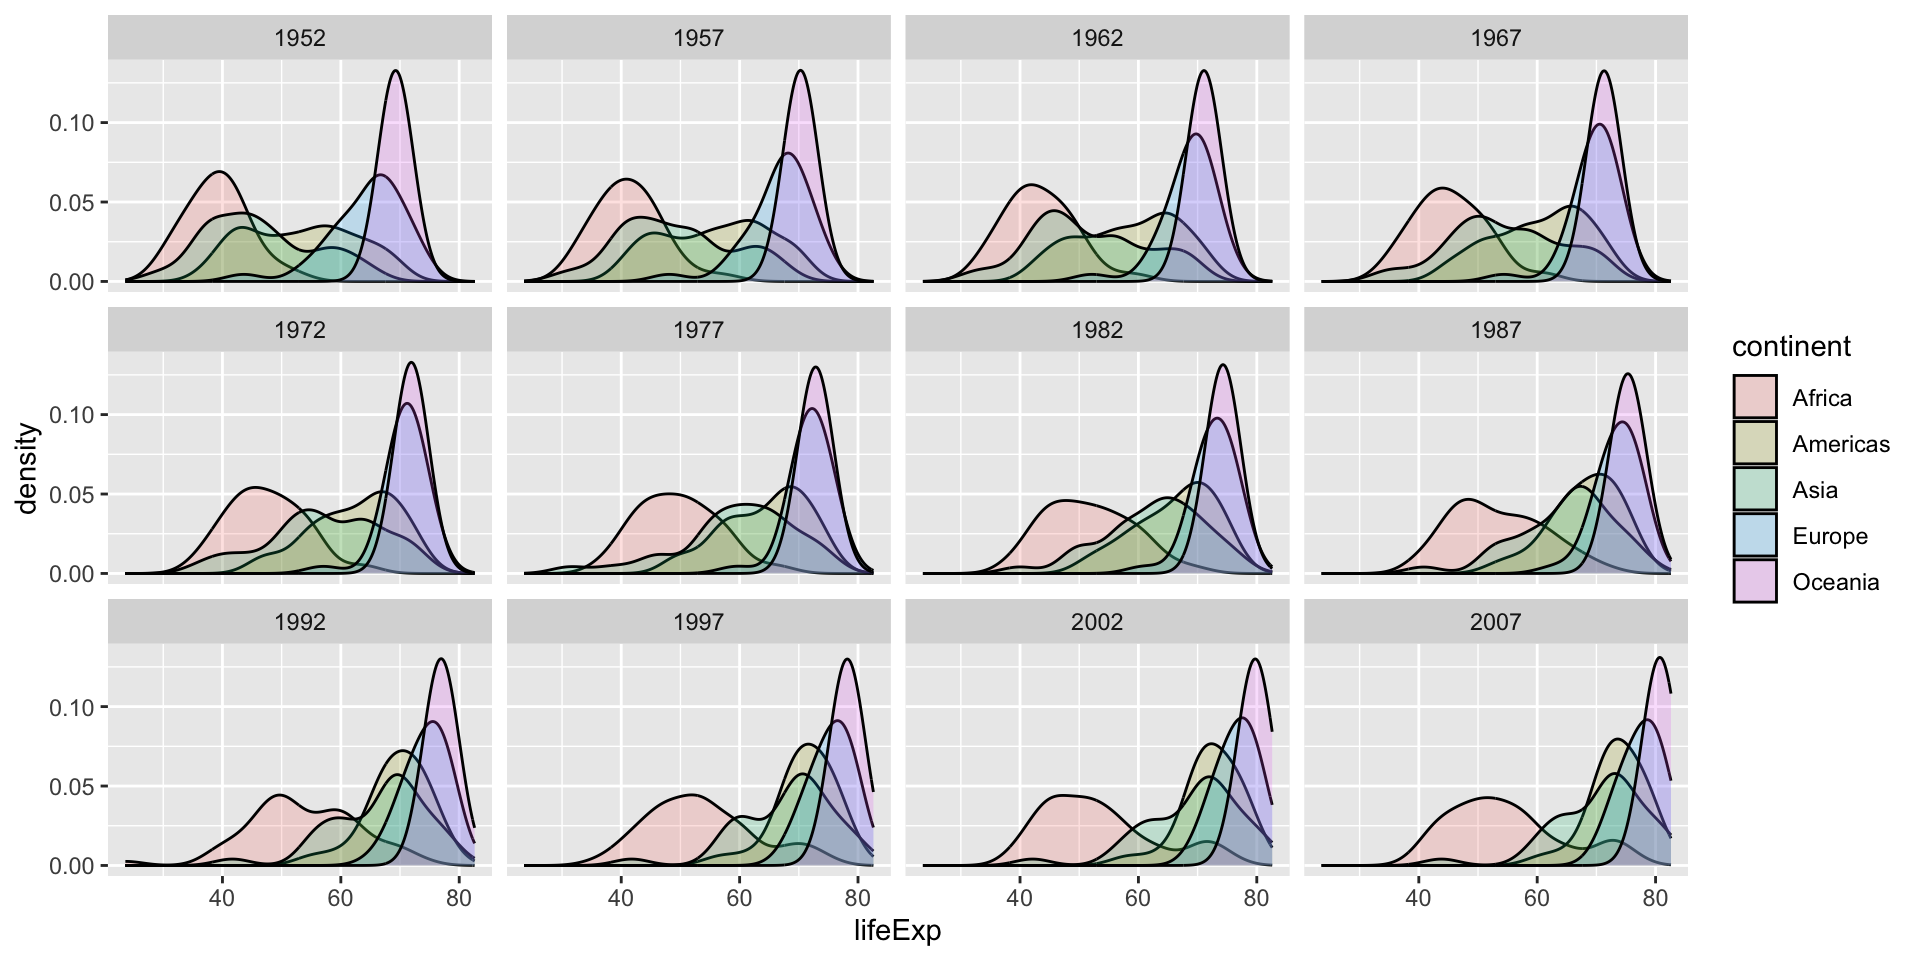 1952 1957 1962 1967
0.10
0.05
0.00
1972 1977 1982 1987
0.10
0.05
0.00
1992 1997 2002 2007
0.10
0.05
0.00
40 60 80 40 60 80 40 60 80 40 60 80
lifeExp
density
continent
Africa
Americas
Asia
Europe
Oceania